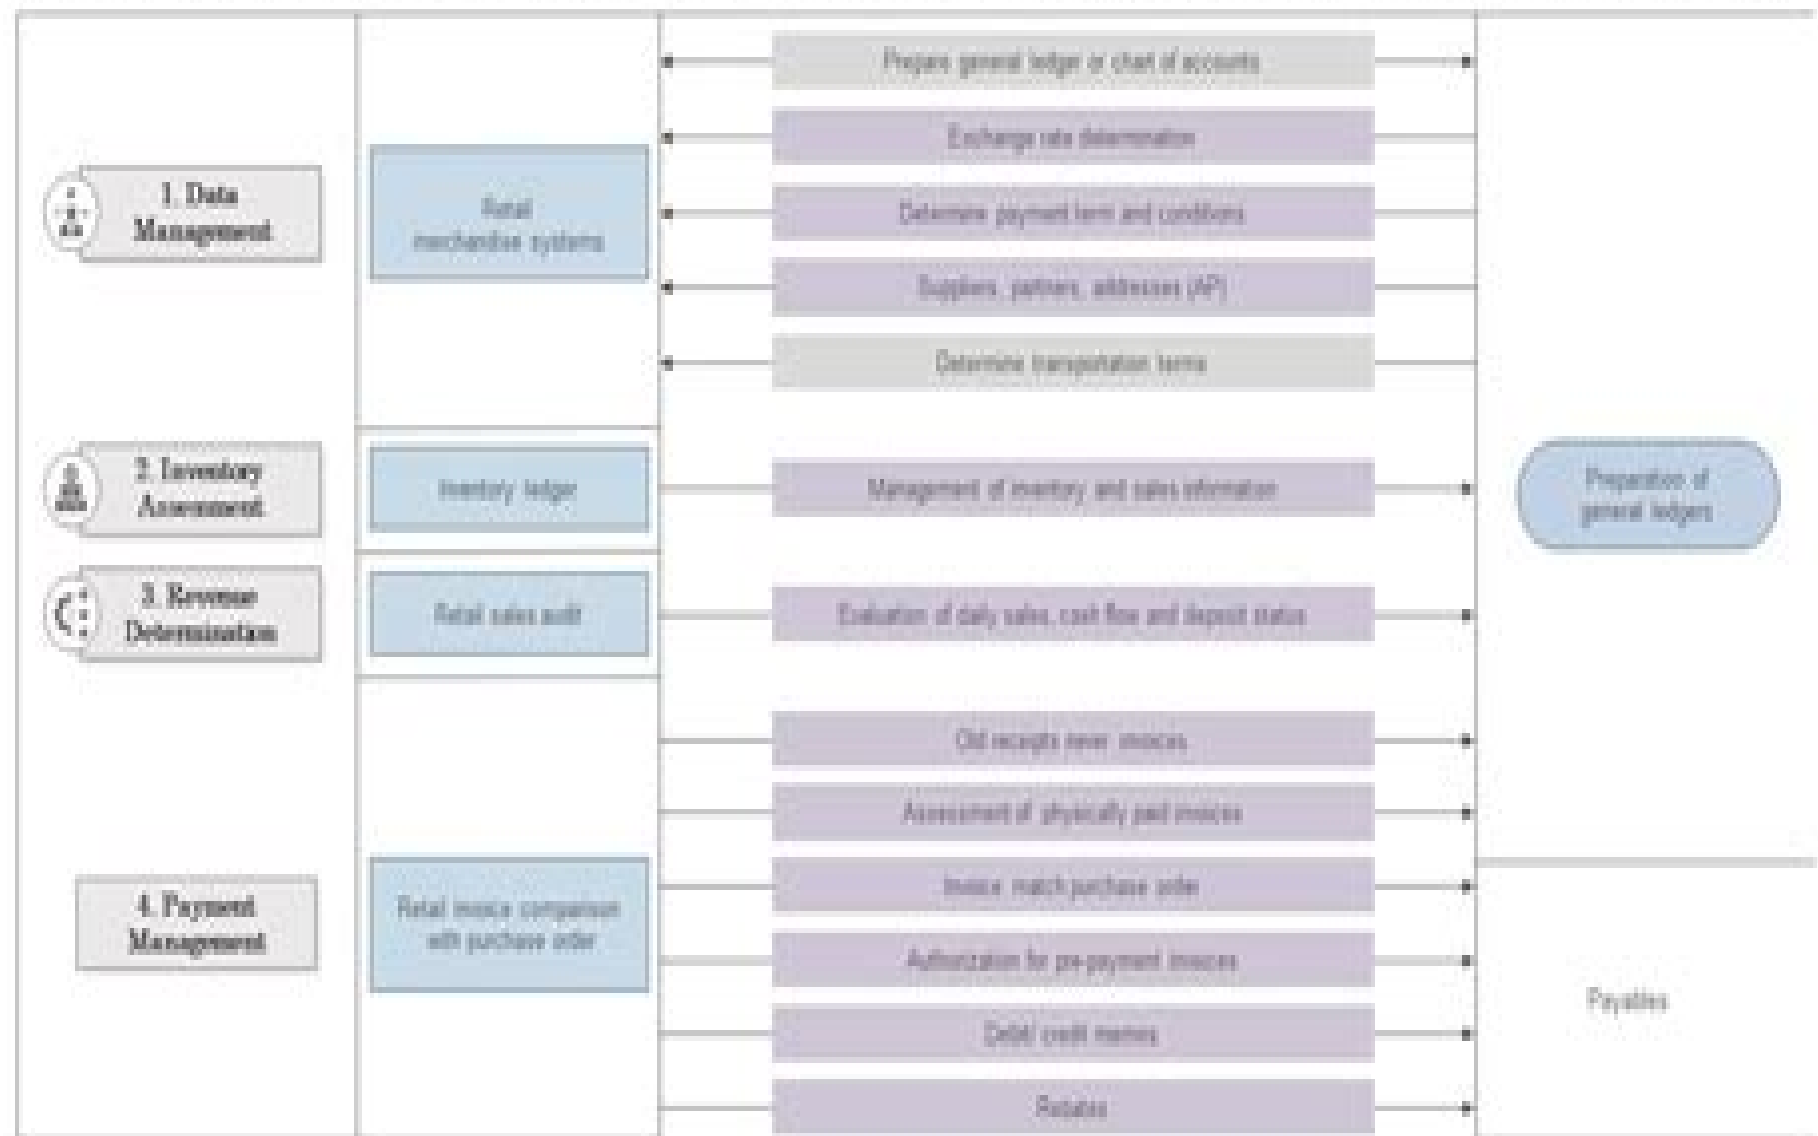 Prepare general ledger or chart of accounts
Exchange rate determination
1. Data
Management
Retail
merchandise systems
Determine payment term and conditions
Suppliers, partners, addresses (AP)
Determine transportation terms
2. Inventory
Assessment
Inventory ledger
Management of inventory and sales information
Preparation of
general ledgers
3. Revenue
Determination
Retail sales audit
Evaluation of daily sales, cash flow and deposit status
Old receipts never invoices
Assessment of physically paid invoices
4. Payment
Management
Retail invoice comparison
with purchase order
Invoice match purchase order
Authorization for pre-payment invoices
Debit credit memos
Rebates
Payables